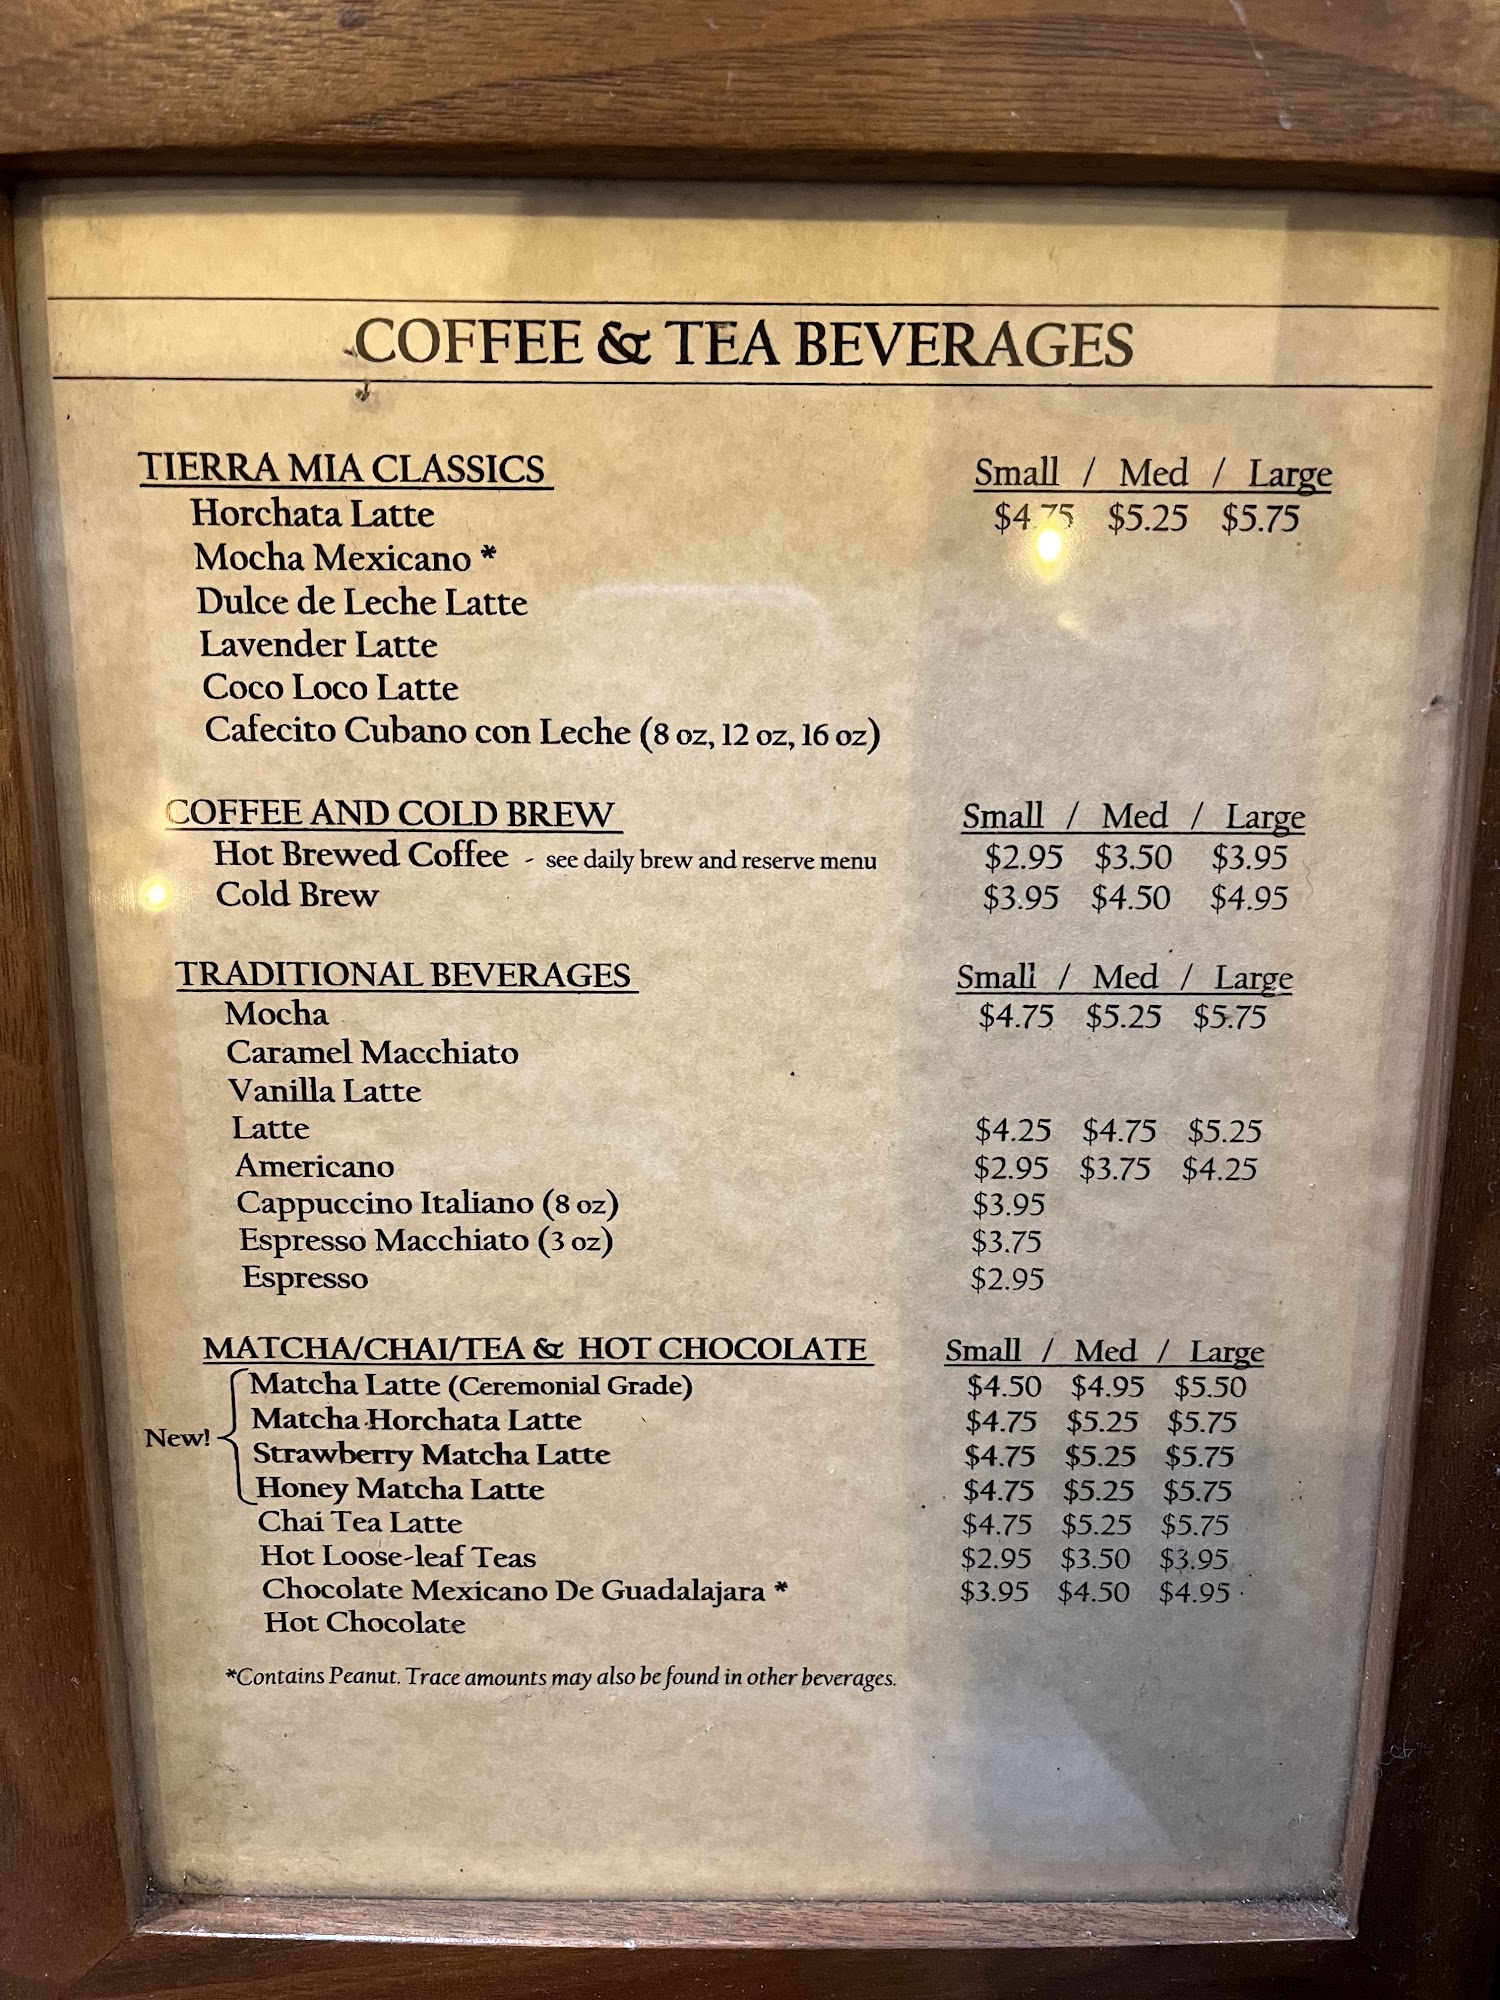 COFFEE & TEA BEVERAGES
TIERRA MIA CLASSICS Small / Med / Large
Horchata Latte $4.75 $5.25 $5.75
Mocha Mexicano *
Dulce de Leche Latte
Lavender Latte
Coco Loco Latte
Cafecito Cubano con Leche (8 oz, 12 oz, 16 oz)
COFFEE AND COLD BREW Small / Med / Large
Hot Brewed Coffee - see daily brew and reserve menu $2.95 $3.50 $3.95
Cold Brew $3.95 $4.50 $4.95
TRADITIONAL BEVERAGES Small / Med / Large
Mocha $4.75 $5.25 $5.75
Caramel Macchiato
Vanilla Latte
Latte $4.25 $4.75 $5.25
Americano $2.95 $3.75 $4.25
Cappuccino Italiano (8 oz) $3.95
Espresso Macchiato (3 oz) $3.75
Espresso $2.95
MATCHA/CHAI/TEA & HOT CHOCOLATE Small / Med / Large
Matcha Latte (Ceremonial Grade) $4.50 $4.95 $5.50
Matcha Horchata Latte $4.75 $5.25 $5.75
New!
Strawberry Matcha Latte $4.75 $5.25 $5.75
Honey Matcha Latte $4.75 $5.25 $5.75
Chai Tea Latte $4.75 $5.25 $5.75
Hot Loose-leaf Teas $2.95 $3.50 $3.95
Chocolate Mexicano De Guadalajara * $3.95 $4.50 $4.95
Hot Chocolate
*Contains Peanut. Trace amounts may also be found in other beverages.